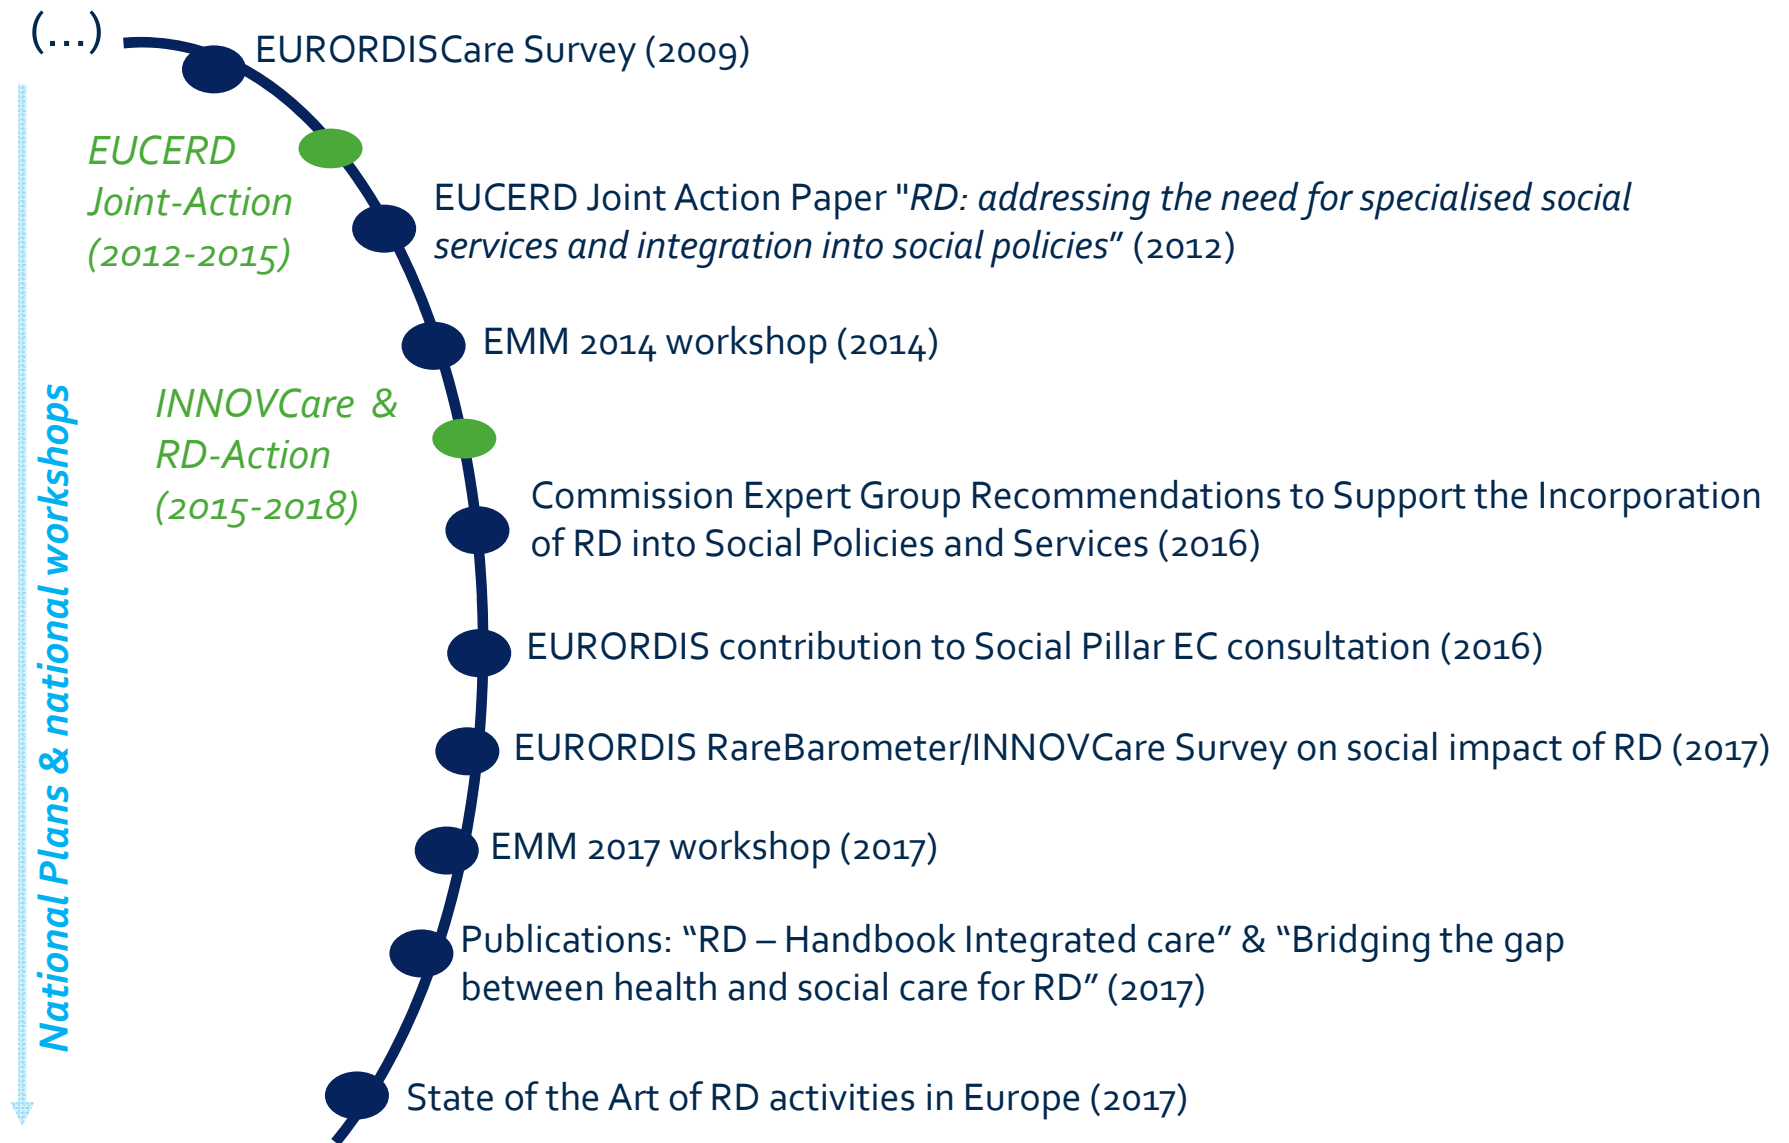 (...)
EURORDISCare Survey (2009)
EUCERD
Joint-Action
(2012-2015)
EUCERD Joint Action Paper "RD: addressing the need for specialised social
services and integration into social policies” (2012)
EMM 2014 workshop (2014)
INNOVCare &
RD-Action
(2015-2018)
Commission Expert Group Recommendations to Support the Incorporation
of RD into Social Policies and Services (2016)
EURORDIS contribution to Social Pillar EC consultation (2016)
EURORDIS RareBarometer/INNOVCare Survey on social impact of RD (2017)
EMM 2017 workshop (2017)
Publications: “RD – Handbook Integrated care” & “Bridging the gap
between health and social care for RD” (2017)
State of the Art of RD activities in Europe (2017)
National Plans & national workshops